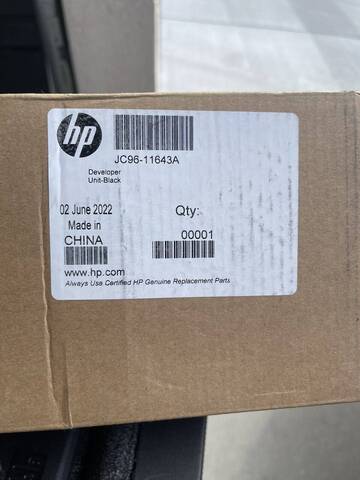 hp
JC96-11643A
Developer
Unit-Black
02 June 2022
Qty:
Made in
CHINA
00001
www.hp.com
Always Use Certified HP Genuine Replacement Parts